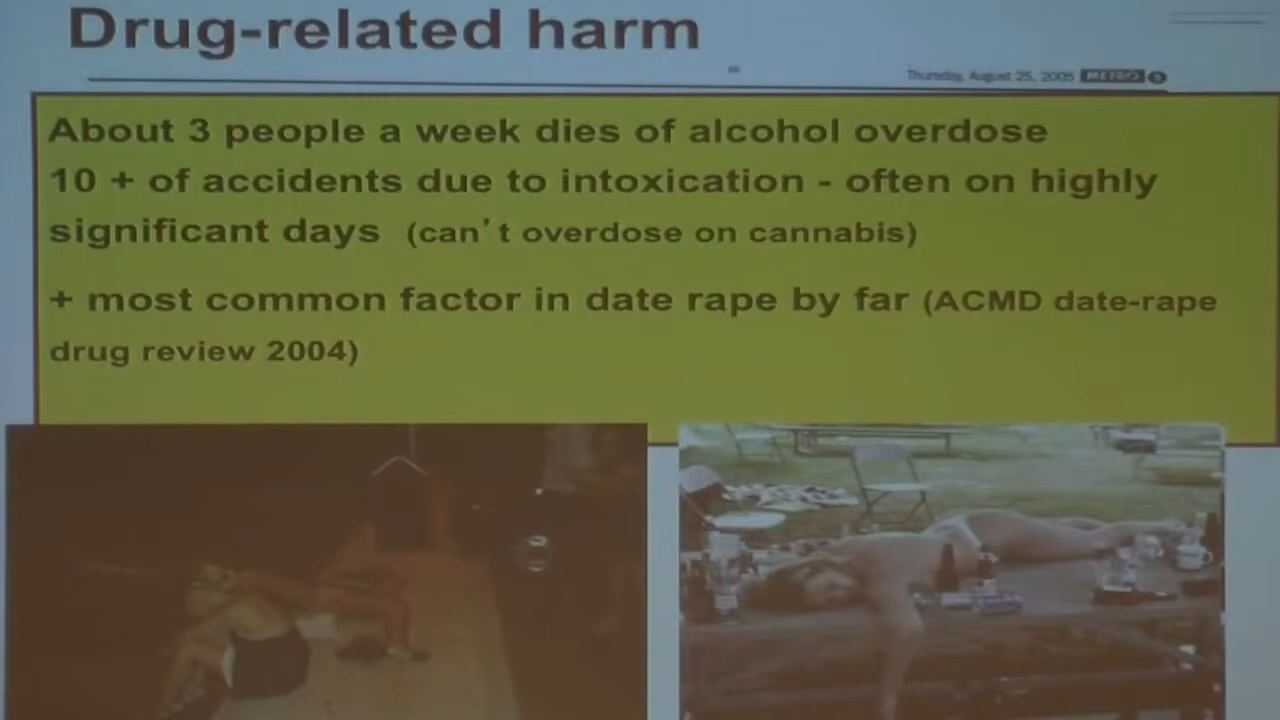 Drug-related harm
Thursday, August 25, 2005 METRO 9
About 3 people a week dies of alcohol overdose
10 + of accidents due to intoxication - often on highly
significant days (can't overdose on cannabis)
+ most common factor in date rape by far (ACMD date-rape
drug review 2004)